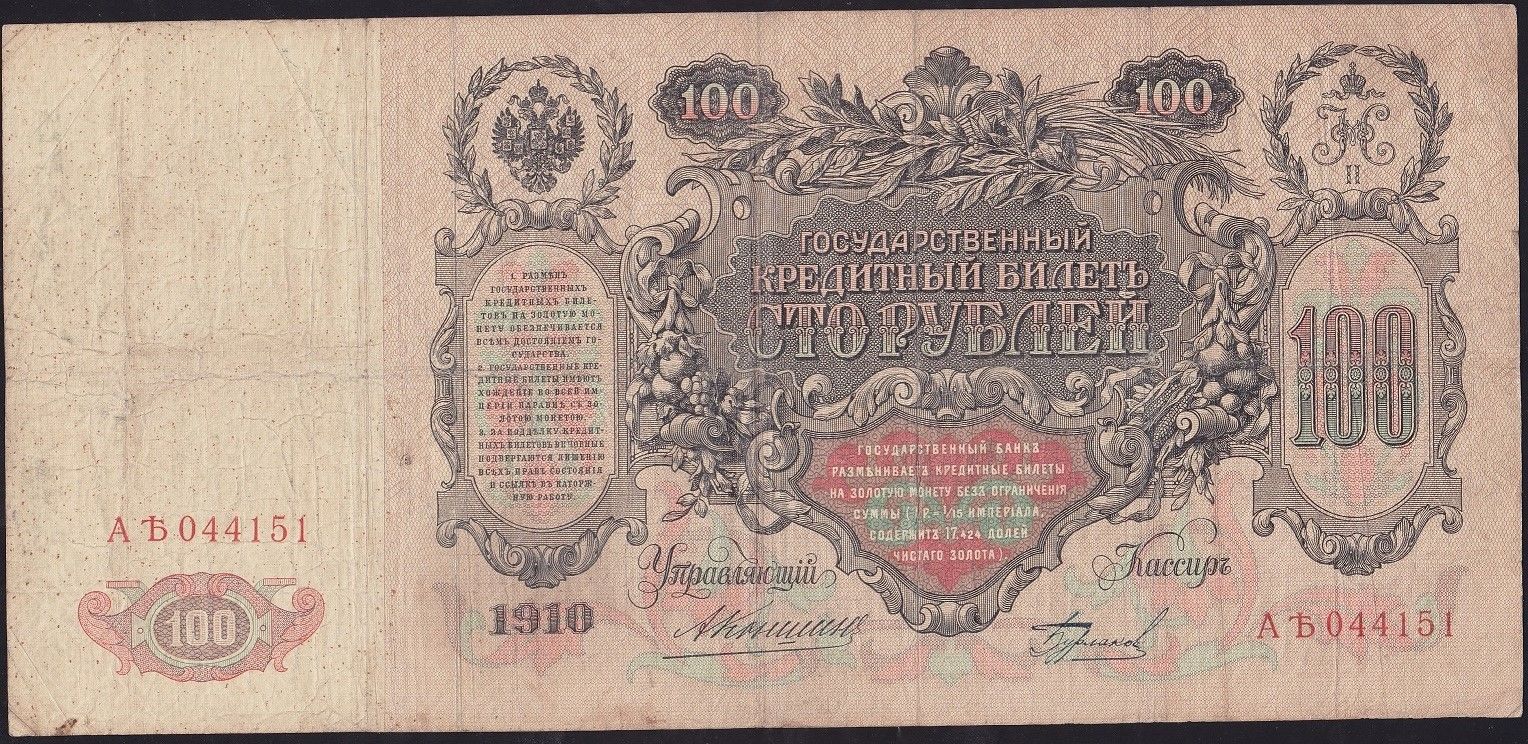 100
100
II
ГОСУДАРСТВЕННЫЙ
КРЕДИТНЫЙ БИЛЕТЪ
СТО РУБЛЕЙ
1. РАЗМѢНЪ
ГОСУДАРСТВЕННЫХЪ
КРЕДИТНЫХЪ БИЛЕ-
ТОВЪ НА ЗОЛОТУЮ МО-
НЕТУ ОБЕЗПЕЧИВАЕТСЯ
ВСѢМЪ ДОСТОЯНІЕМЪ ГО-
СУДАРСТВА.
2. ГОСУДАРСТВЕННЫЕ КРЕ-
ДИТНЫЕ БИЛЕТЫ ИМѢЮТЪ
ХОЖДЕНІЕ ВО ВСЕЙ ИМ-
ПЕРІИ НАРАВНѢ СЪ ЗО-
ЛОТОЮ МОНЕТОЮ.
3. ЗА ПОДДѢЛКУ КРЕДИТ-
НЫХЪ БИЛЕТОВЪ ВИНОВНЫЕ
ПОДВЕРГАЮТСЯ ЛИШЕНІЮ
ВСѢХЪ ПРАВЪ СОСТОЯНІЯ
И ССЫЛКѢ ВЪ КАТОРЖ-
НУЮ РАБОТУ.
100
ГОСУДАРСТВЕННЫЙ БАНКЪ
РАЗМѢНИВАЕТЪ КРЕДИТНЫЕ БИЛЕТЫ
НА ЗОЛОТУЮ МОНЕТУ БЕЗЪ ОГРАНИЧЕНІЯ
СУММЫ (1 Р. = 1/15 ИМПЕРІАЛА,
СОДЕРЖИТЪ 17,424 ДОЛЕЙ
ЧИСТАГО ЗОЛОТА).
АѢ 044151
Управляющій
Кассиръ
100
1910
АКоншинъ
Бурлаковъ
АѢ 044151